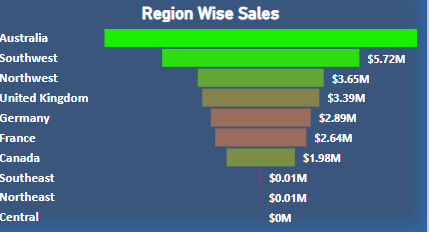 Region Wise Sales
Australia
Southwest $5.72M
Northwest $3.65M
United Kingdom $3.39M
Germany $2.89M
France $2.64M
Canada $1.98M
Southeast $0.01M
Northeast $0.01M
Central $0M